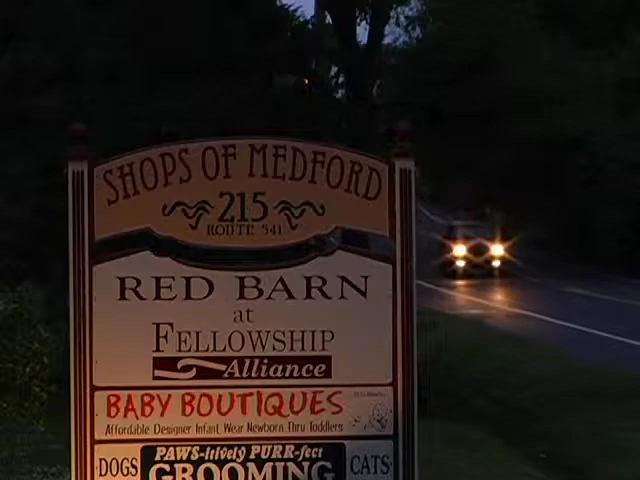 SHOPS OF MEDFORD
215
ROUTE 541
RED BARN
at
FELLOWSHIP
Alliance
BABY BOUTIQUES
Affordable Designer Infant Wear Newborn Thru Toddlers
DOGS PAWS-itively PURR-fect CATS
GROOMING